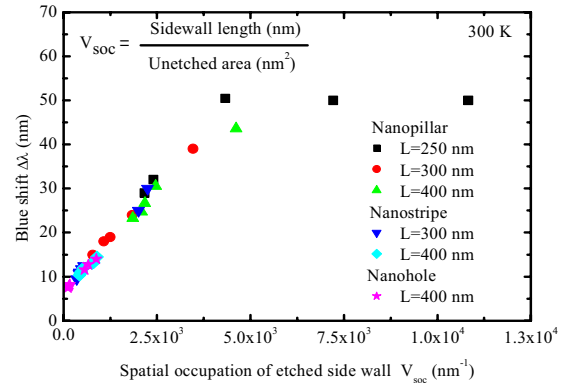 70
60
50
40
30
20
10
0
Blue shift Δλ (nm)
V_soc = Sidewall length (nm) / Unetched area (nm²)
300 K
Nanopillar
L=250 nm
L=300 nm
L=400 nm
Nanostripe
L=300 nm
L=400 nm
Nanohole
L=400 nm
0.0 2.5x10³ 5.0x10³ 7.5x10³ 1.0x10⁴ 1.3x10⁴
Spatial occupation of etched side wall V_soc (nm⁻¹)